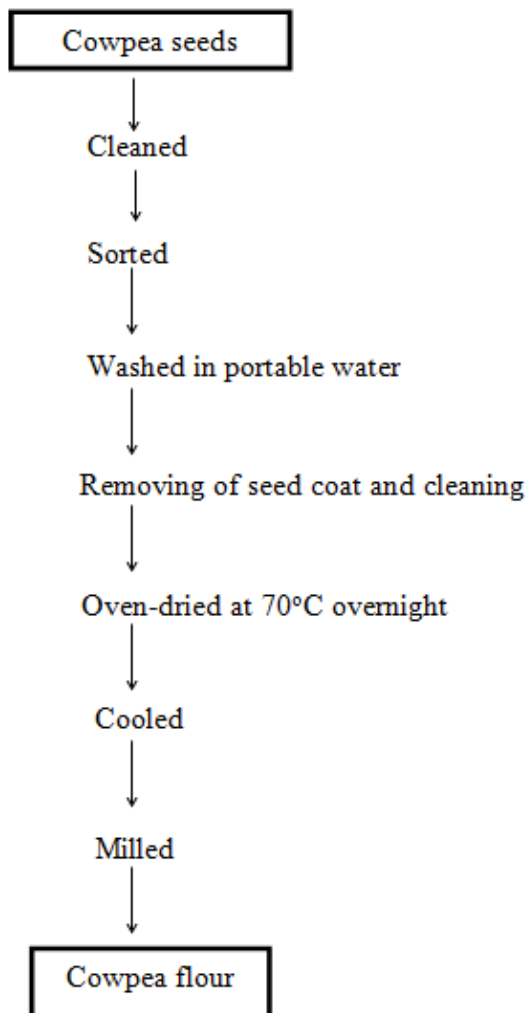 Cowpea seeds
Cleaned
Sorted
Washed in portable water
Removing of seed coat and cleaning
Oven-dried at 70°C overnight
Cooled
Milled
Cowpea flour